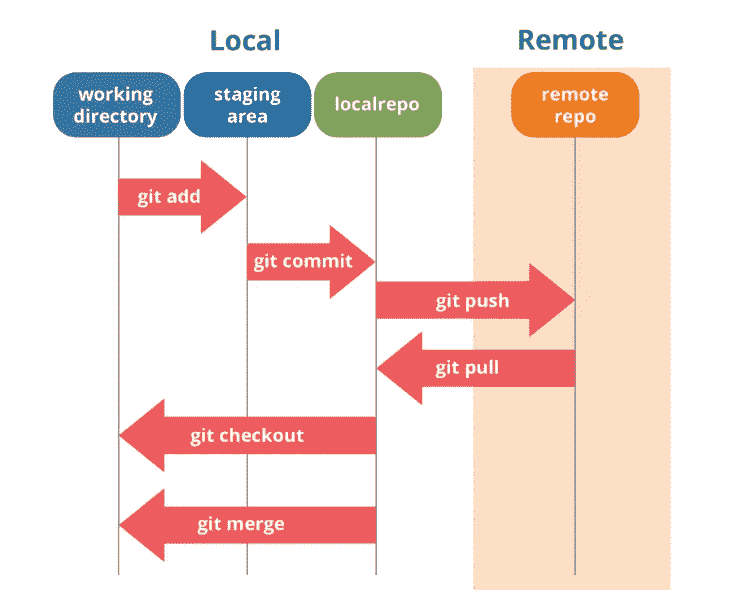 Local
Remote
working
directory
staging
area
localrepo
remote
repo
git add
git commit
git push
git pull
git checkout
git merge